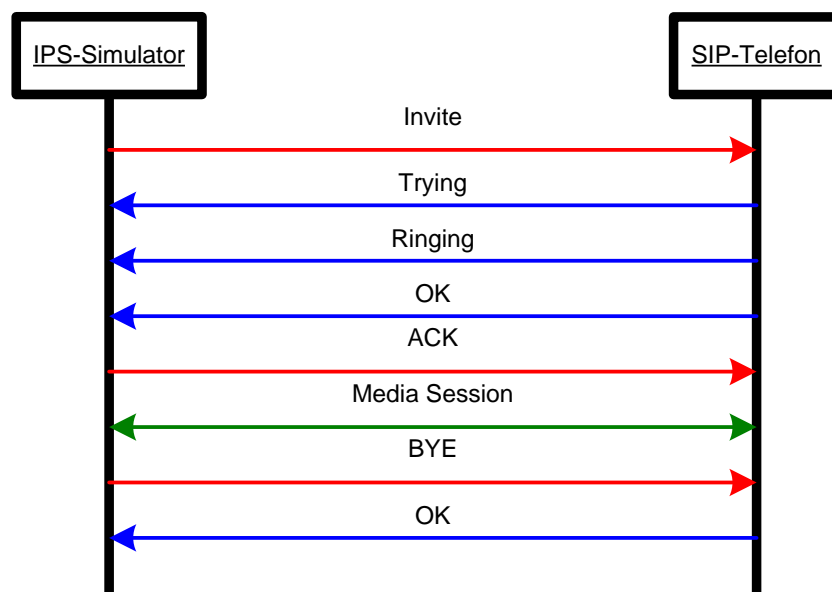 IPS-Simulator
SIP-Telefon
Invite
Trying
Ringing
OK
ACK
Media Session
BYE
OK